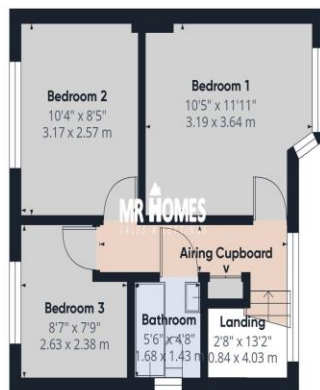 Bedroom 2
10'4" x 8'5"
3.17 x 2.57 m
Bedroom 1
10'5" x 11'11"
3.19 x 3.64 m
MR HOMES
Airing Cupboard
Bedroom 3
8'7" x 7'9"
2.63 x 2.38 m
Bathroom
5'6" x 4'8"
1.68 x 1.43 m
Landing
2'8" x 13'2"
0.84 x 4.03 m